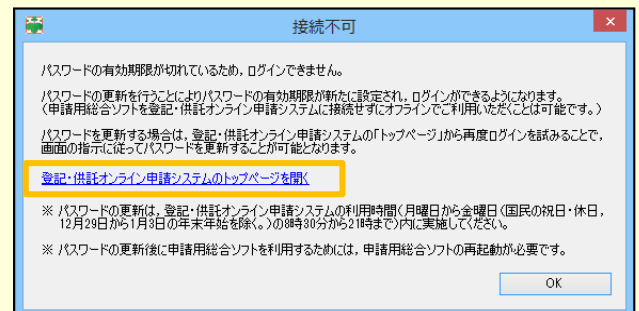 接続不可
パスワードの有効期限が切れているため，ログインできません。
パスワードの更新を行うことによりパスワードの有効期限が新たに設定され，ログインができるようになります。
（申請用総合ソフトを登記・供託オンライン申請システムに接続せずにオフラインでご利用いただくことは可能です。）
パスワードを更新する場合は，登記・供託オンライン申請システムの「トップページ」から再度ログインを試みることで，
画面の指示に従ってパスワードを更新することが可能となります。
登記・供託オンライン申請システムのトップページを開く
※ パスワードの更新は，登記・供託オンライン申請システムの利用時間（月曜日から金曜日（国民の祝日・休日，
12月29日から1月3日の年末年始を除く。）の8時30分から21時まで）内に実施してください。
※ パスワードの更新後に申請用総合ソフトを利用するためには，申請用総合ソフトの再起動が必要です。
OK